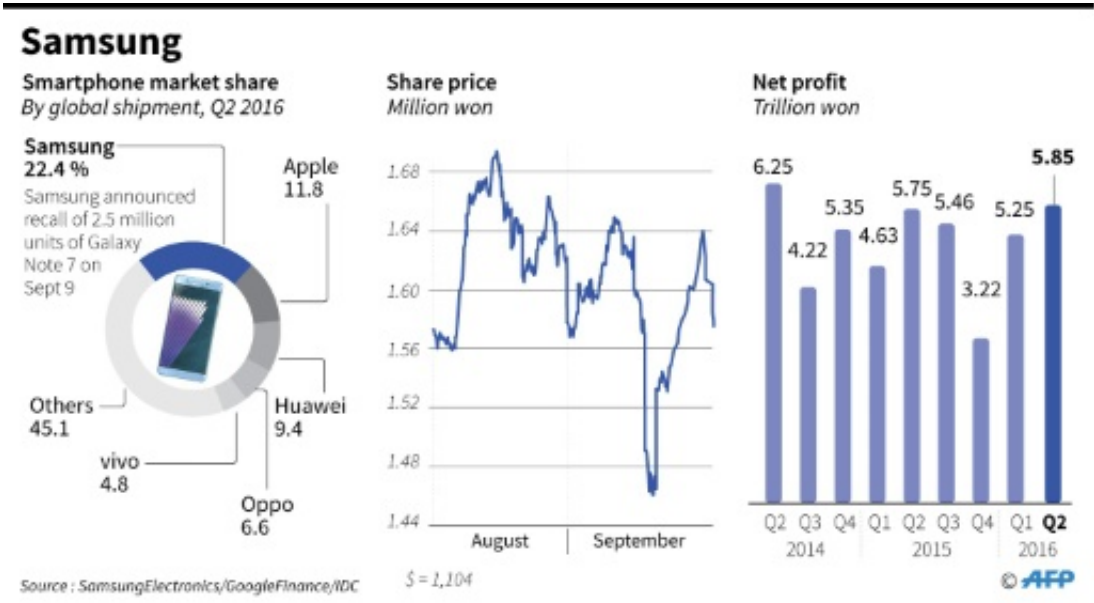 Samsung
Smartphone market share
By global shipment, Q2 2016
Samsung
22.4 %
Samsung announced
recall of 2.5 million
units of Galaxy
Note 7 on
Sept 9
Apple
11.8
Huawei
9.4
Oppo
6.6
vivo
4.8
Others
45.1
Share price
Million won
1.68
1.64
1.60
1.56
1.52
1.48
1.44
August
September
$ = 1,104
Net profit
Trillion won
6.25
4.22
5.35
4.63
5.75
5.46
3.22
5.25
5.85
Q2 Q3 Q4 Q1 Q2 Q3 Q4 Q1 Q2
2014 2015 2016
Source : SamsungElectronics/GoogleFinance/IDC
© AFP